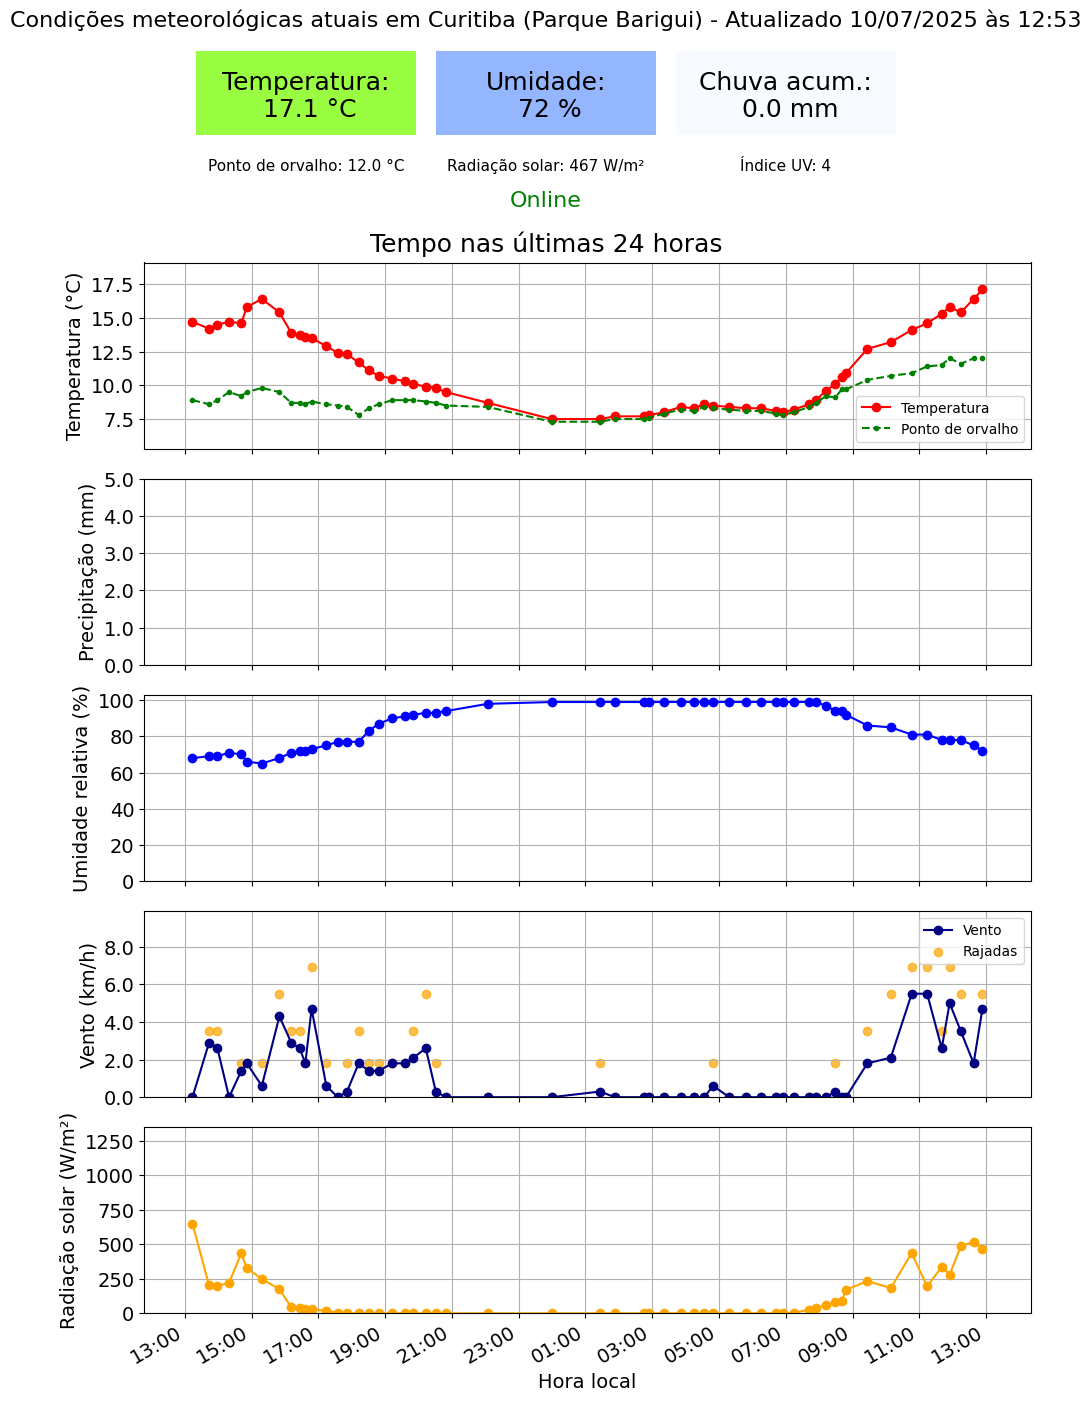 Condições meteorológicas atuais em Curitiba (Parque Barigui) - Atualizado 10/07/2025 às 12:53
Temperatura:
17.1 °C
Umidade:
72 %
Chuva acum.:
0.0 mm
Ponto de orvalho: 12.0 °C
Radiação solar: 467 W/m²
Índice UV: 4
Online
Tempo nas últimas 24 horas
Temperatura (°C)
17.5
15.0
12.5
10.0
7.5
Temperatura
Ponto de orvalho
Precipitação (mm)
5.0
4.0
3.0
2.0
1.0
0.0
Umidade relativa (%)
100
80
60
40
20
0
Vento (km/h)
8.0
6.0
4.0
2.0
0.0
Vento
Rajadas
Radiação solar (W/m²)
1250
1000
750
500
250
0
13:00
15:00
17:00
19:00
21:00
23:00
01:00
03:00
05:00
07:00
09:00
11:00
13:00
Hora local